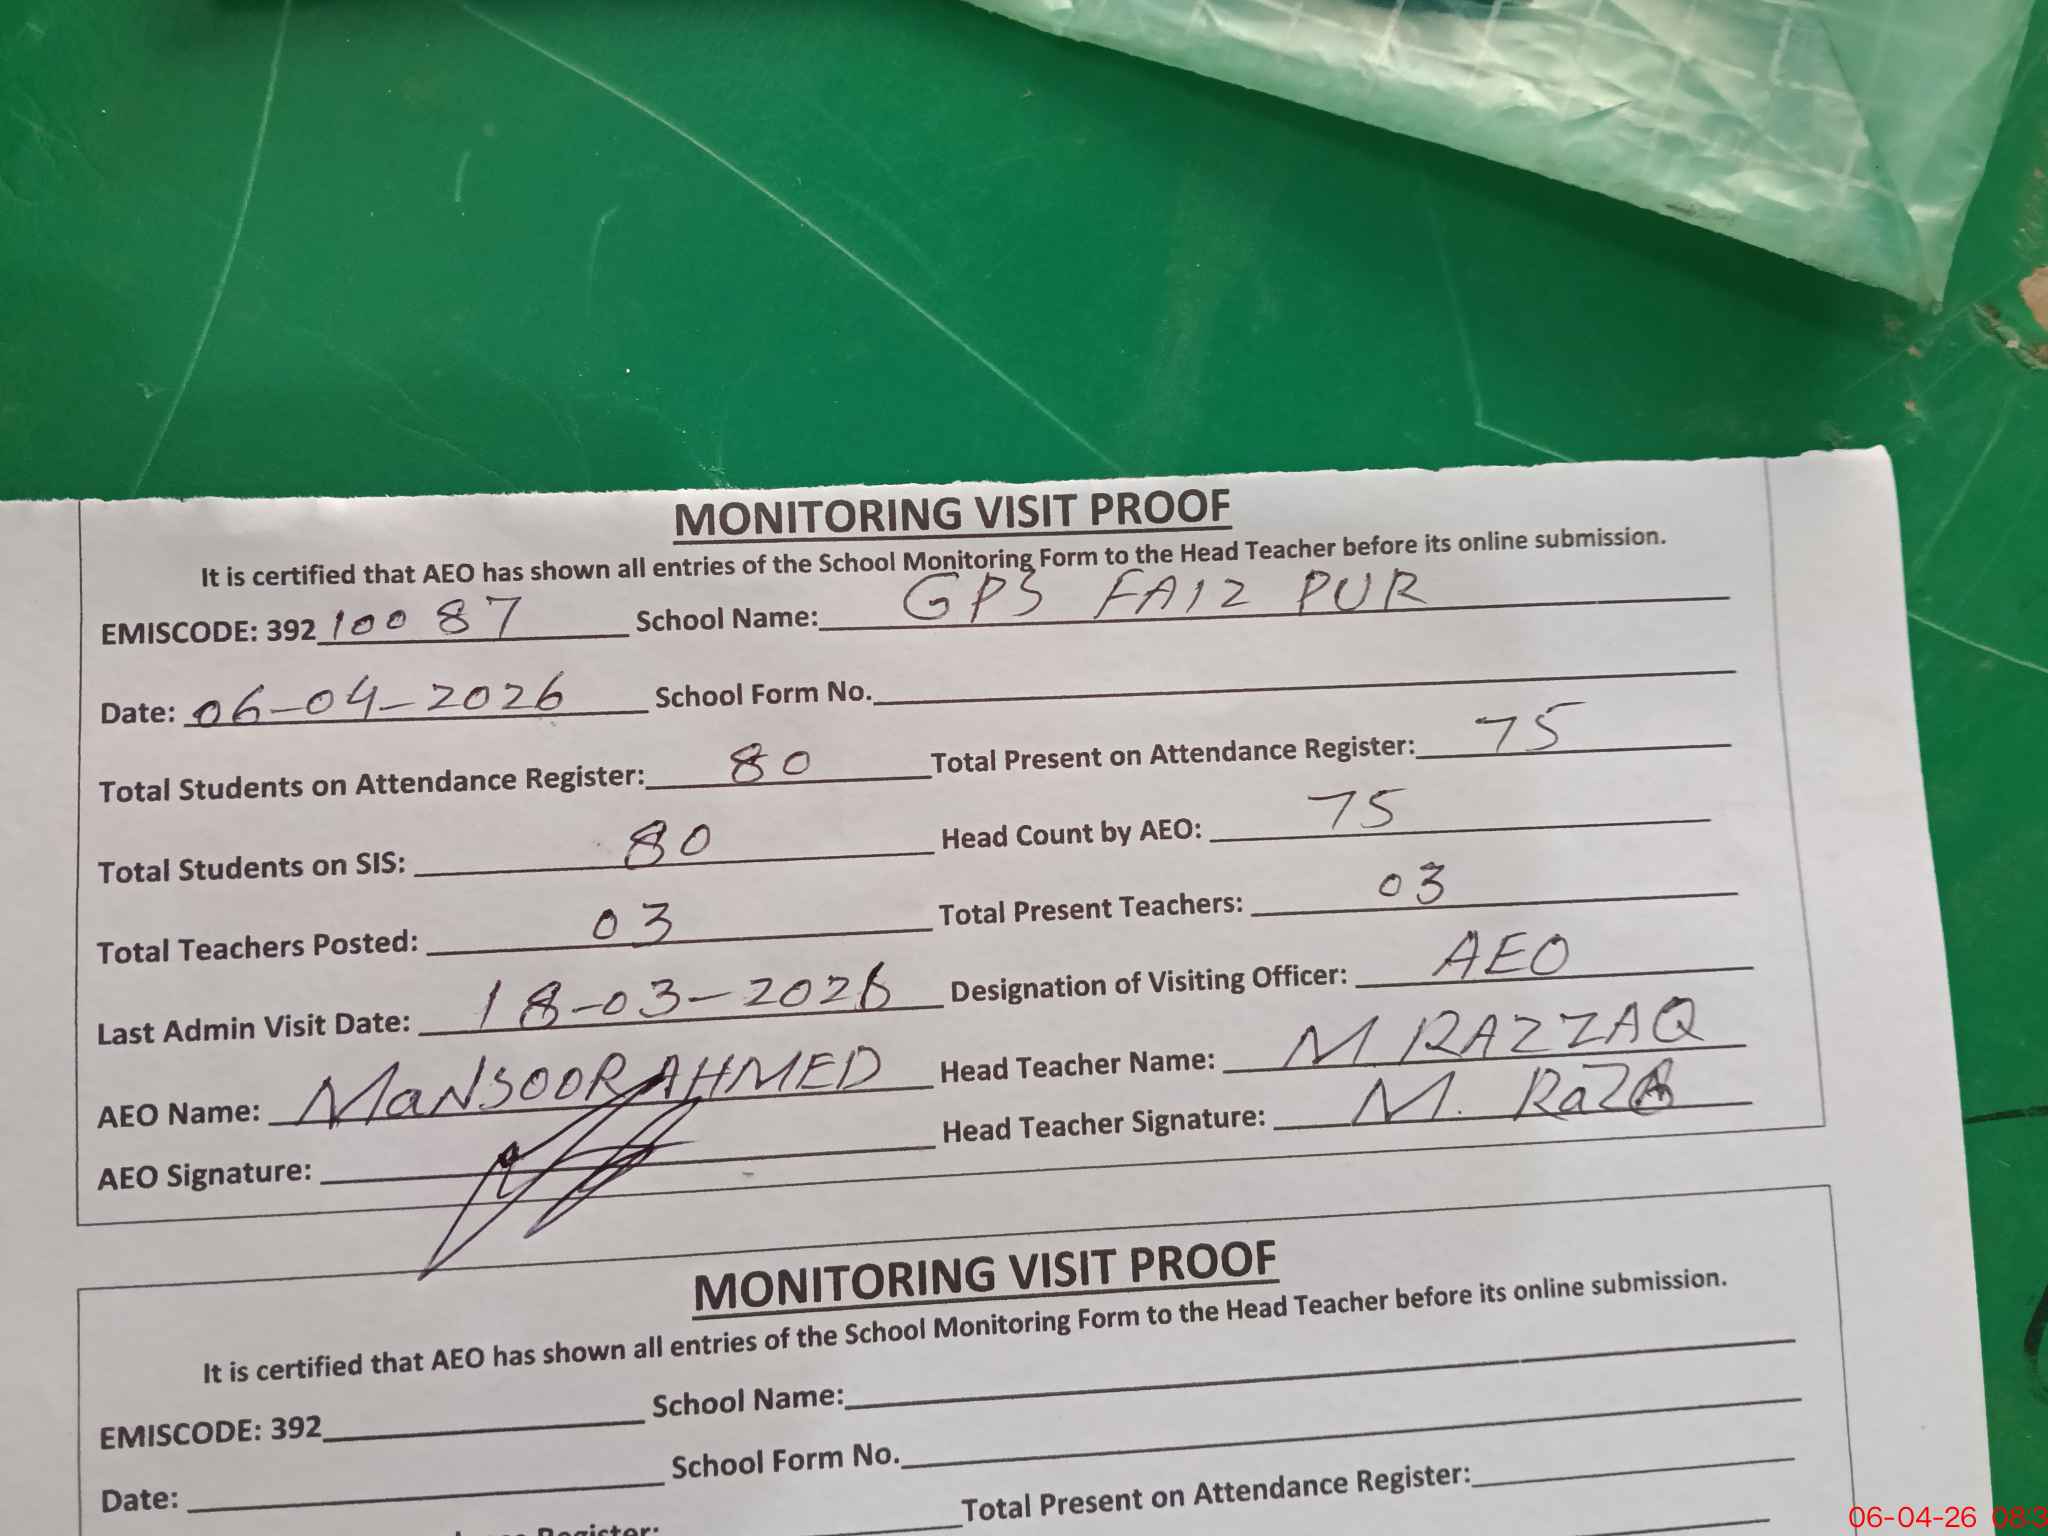 MONITORING VISIT PROOF
It is certified that AEO has shown all entries of the School Monitoring Form to the Head Teacher before its online submission.
EMISCODE: 392 100 87 School Name: GPS FAIZ PUR
Date: 06-04-2026 School Form No.
Total Students on Attendance Register: 80 Total Present on Attendance Register: 75
Total Students on SIS: 80 Head Count by AEO: 75
Total Teachers Posted: 03 Total Present Teachers: 03
Last Admin Visit Date: 18-03-2026 Designation of Visiting Officer: AEO
AEO Name: MANSOOR AHMED Head Teacher Name: M RAZZAQ
AEO Signature: Head Teacher Signature: M.
MONITORING VISIT PROOF
It is certified that AEO has shown all entries of the School Monitoring Form to the Head Teacher before its online submission.
EMISCODE: 392 School Name:
Date: School Form No.
Register: Total Present on Attendance Register:
06-04-26 08:3